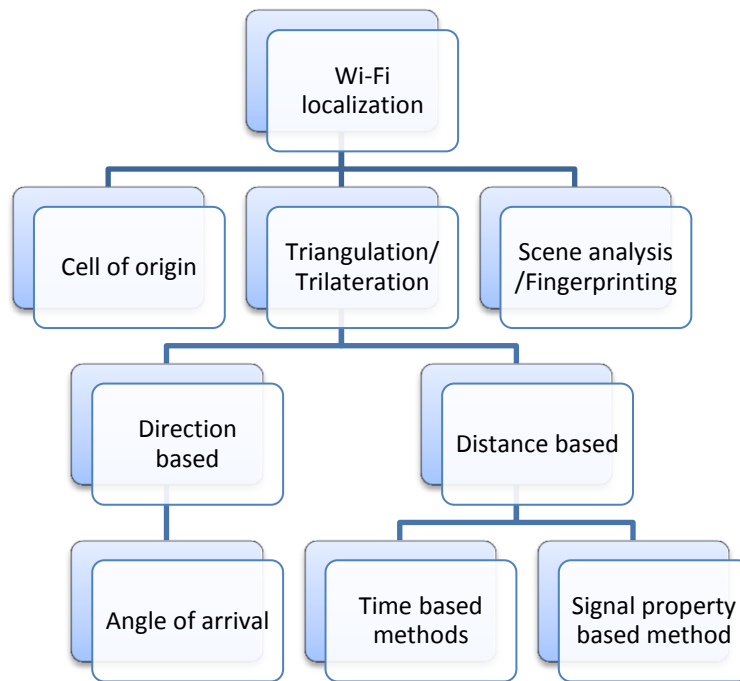 Wi-Fi
localization
Cell of origin
Triangulation/
Trilateration
Scene analysis
/Fingerprinting
Direction
based
Distance based
Angle of arrival
Time based
methods
Signal property
based method